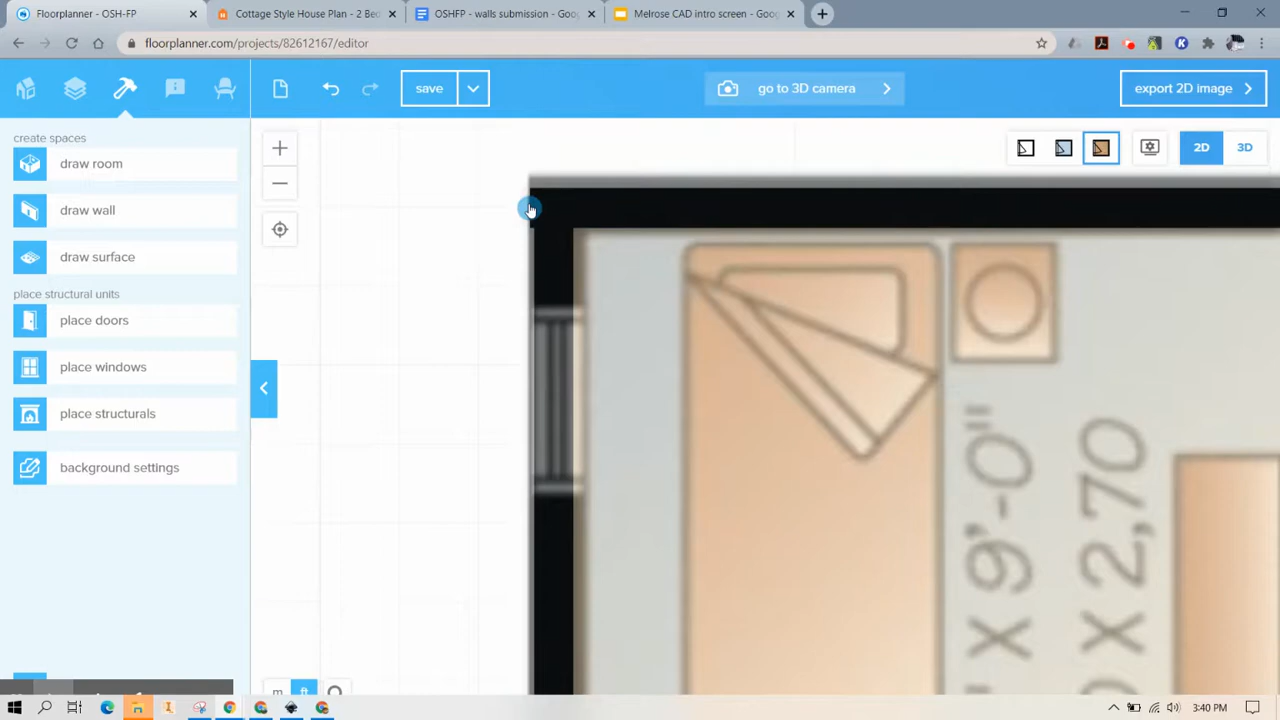 Floorplanner - OSH-FP
Cottage Style House Plan - 2 Bed
OSHFP - walls submission - Goo
Melrose CAD intro screen - Goog
floorplanner.com/projects/82612167/editor
save
go to 3D camera
export 2D image
create spaces
draw room
draw wall
draw surface
place structural units
place doors
place windows
place structurals
background settings
2D
3D
X 9'-0"
X 2,70
m
ft
3:40 PM